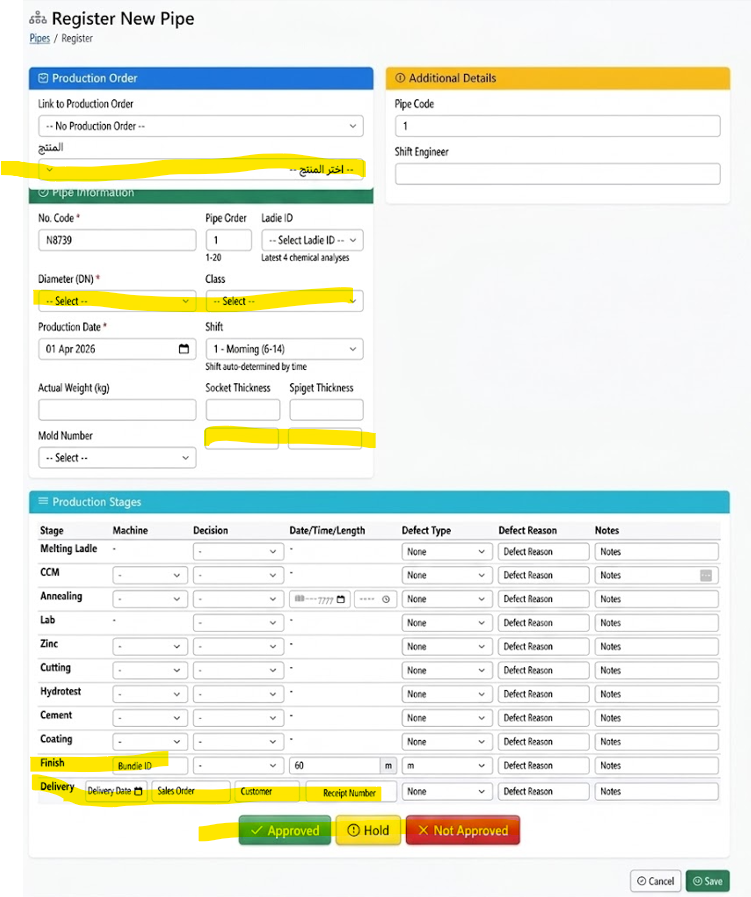 Register New Pipe
Pipes / Register
Production Order
Link to Production Order
-- No Production Order --
المنتج
-- اختر المنتج --
Pipe Information
No. Code * Pipe Order Ladie ID
N8739 1 -- Select Ladie ID --
1-20 Latest 4 chemical analyses
Diameter (DN) * Class
-- Select -- -- Select --
Production Date * Shift
01 Apr 2026 1 - Morning (6-14)
Shift auto-determined by time
Actual Weight (kg) Socket Thickness Spiget Thickness
Mold Number
-- Select --
Additional Details
Pipe Code
1
Shift Engineer
Production Stages
Stage Machine Decision Date/Time/Length Defect Type Defect Reason Notes
Melting Ladle - - - None Defect Reason Notes
CCM - - - None Defect Reason Notes
Annealing - - ---- None Defect Reason Notes
Lab - - - None Defect Reason Notes
Zinc - - - None Defect Reason Notes
Cutting - - - None Defect Reason Notes
Hydrotest - - - None Defect Reason Notes
Cement - - - None Defect Reason Notes
Coating - - - None Defect Reason Notes
Finish Bundle ID - 60 m m Defect Reason Notes
Delivery Delivery Date Sales Order Customer Receipt Number None Defect Reason Notes
Approved Hold Not Approved
Cancel Save